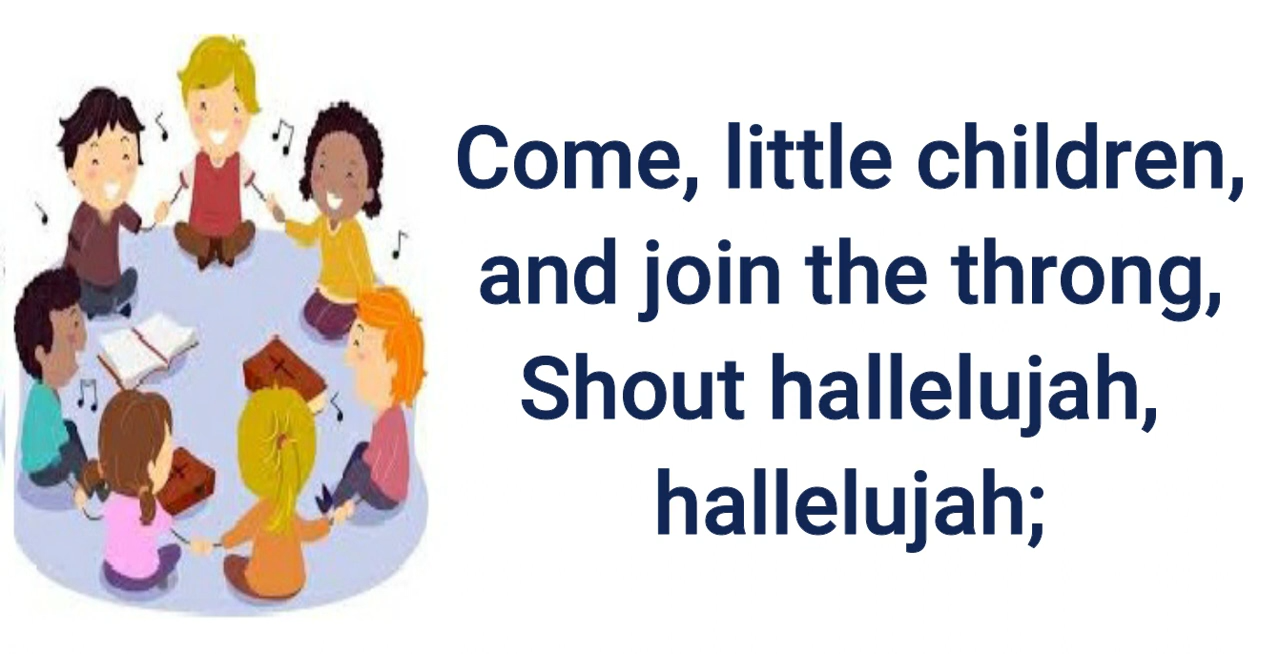 Come, little children,
and join the throng,
Shout hallelujah,
hallelujah;